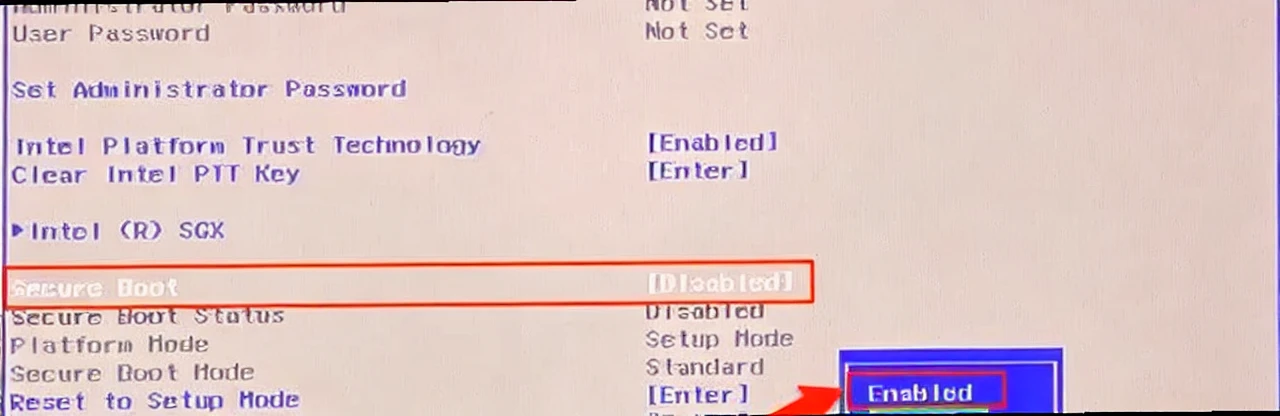 Administrator Password Not Set
User Password Not Set
Set Administrator Password
Intel Platform Trust Technology [Enabled]
Clear Intel PTT Key [Enter]
Intel (R) SGX
Secure Boot [Disabled]
Secure Boot Status Disabled
Platform Mode Setup Mode
Secure Boot Mode Standard
Reset to Setup Mode [Enter]
Enabled